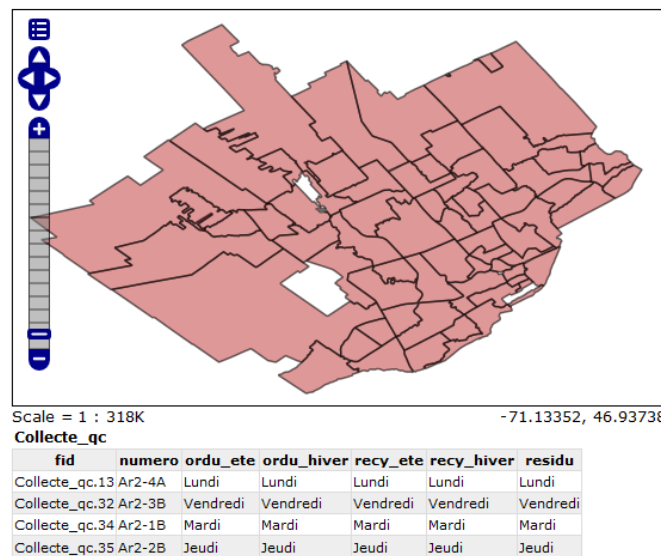 Scale = 1 : 318K -71.13352, 46.93738
Collecte_qc
fid numero ordu_ete ordu_hiver recy_ete recy_hiver residu
Collecte_qc.13 Ar2-4A Lundi Lundi Lundi Lundi Lundi
Collecte_qc.32 Ar2-3B Vendredi Vendredi Vendredi Vendredi Vendredi
Collecte_qc.34 Ar2-1B Mardi Mardi Mardi Mardi Mardi
Collecte_qc.35 Ar2-2B Jeudi Jeudi Jeudi Jeudi Jeudi